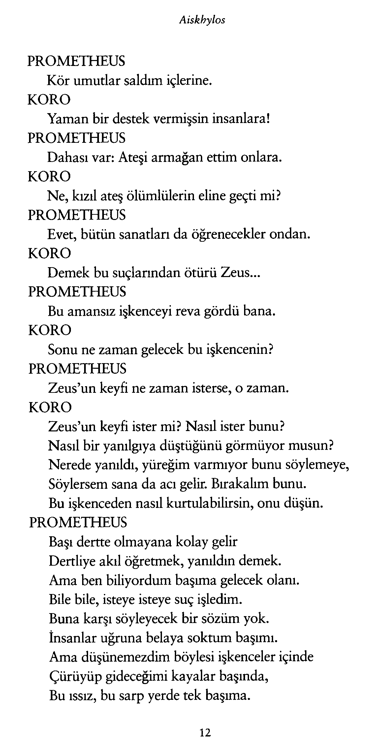 Aiskhylos
PROMETHEUS
Kör umutlar saldım içlerine.
KORO
Yaman bir destek vermişsin insanlara!
PROMETHEUS
Dahası var: Ateşi armağan ettim onlara.
KORO
Ne, kızıl ateş ölümlülerin eline geçti mi?
PROMETHEUS
Evet, bütün sanatları da öğrenecekler ondan.
KORO
Demek bu suçlarından ötürü Zeus...
PROMETHEUS
Bu amansız işkenceyi reva gördü bana.
KORO
Sonu ne zaman gelecek bu işkencenin?
PROMETHEUS
Zeus'un keyfi ne zaman isterse, o zaman.
KORO
Zeus'un keyfi ister mi? Nasıl ister bunu?
Nasıl bir yanılgıya düştüğünü görmüyor musun?
Nerede yanıldı, yüreğim varmıyor bunu söylemeye,
Söylersem sana da acı gelir. Bırakalım bunu.
Bu işkenceden nasıl kurtulabilirsin, onu düşün.
PROMETHEUS
Başı dertte olmayana kolay gelir
Dertliye akıl öğretmek, yanıldın demek.
Ama ben biliyordum başıma gelecek olanı.
Bile bile, isteye isteye suç işledim.
Buna karşı söyleyecek bir sözüm yok.
İnsanlar uğruna belaya soktum başımı.
Ama düşünemezdim böylesi işkenceler içinde
Çürüyüp gideceğimi kayalar başında,
Bu ıssız, bu sarp yerde tek başıma.
12